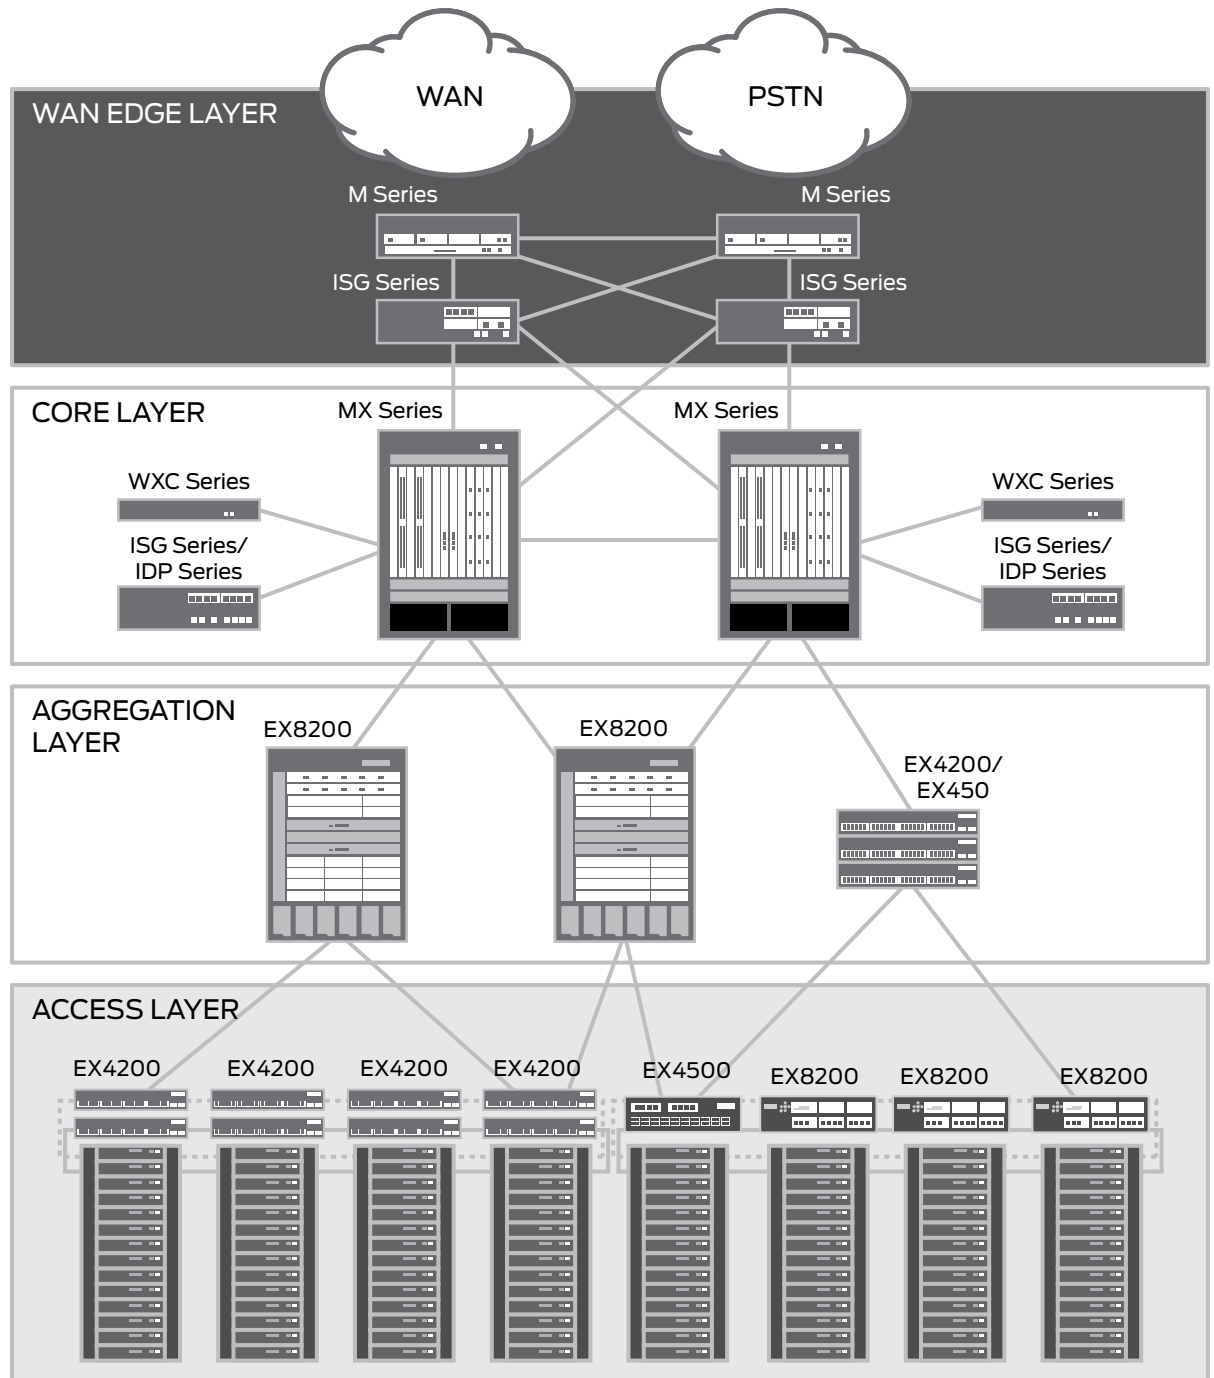 WAN
PSTN
WAN EDGE LAYER
M Series
M Series
ISG Series
ISG Series
CORE LAYER
MX Series
MX Series
WXC Series
WXC Series
ISG Series/
IDP Series
ISG Series/
IDP Series
AGGREGATION
LAYER
EX8200
EX8200
EX4200/
EX450
ACCESS LAYER
EX4200
EX4200
EX4200
EX4200
EX4500
EX8200
EX8200
EX8200